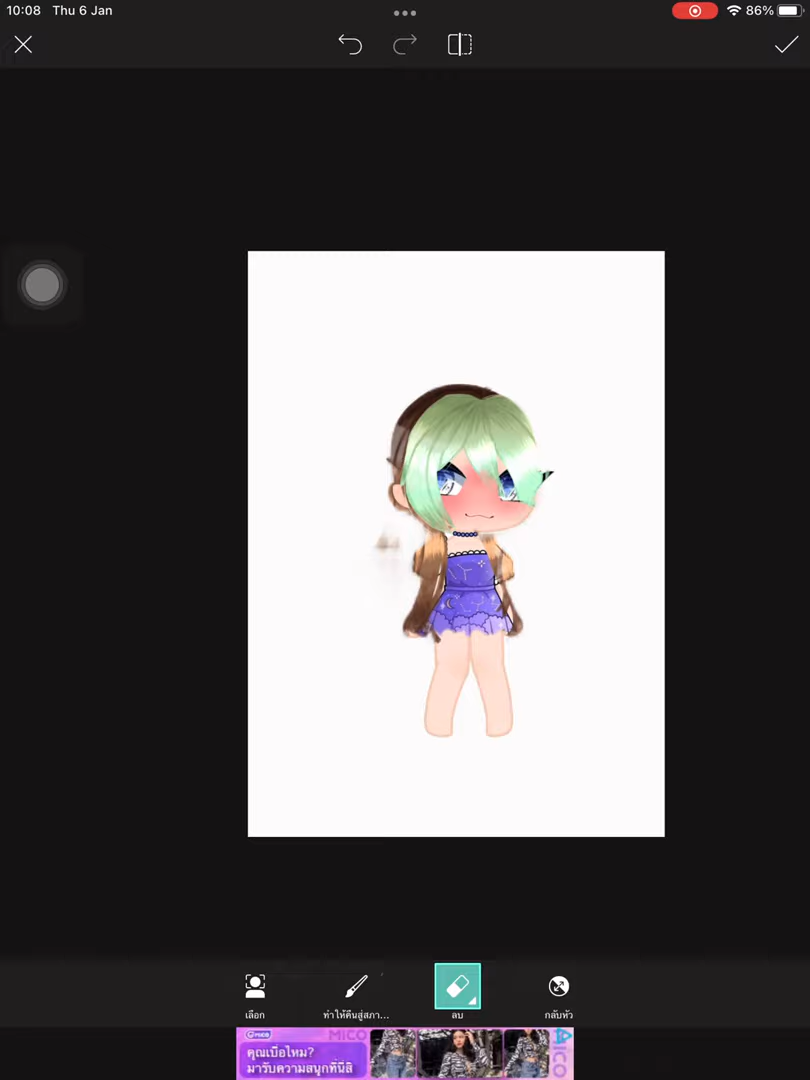 10:08 Thu 6 Jan
86%
เลือก
ทำให้คืนสู่สภา...
ลบ
กลับหัว
MICO
MICO
คุณเบื่อไหม?
มารับความสนุกที่นี่สิ
MICO